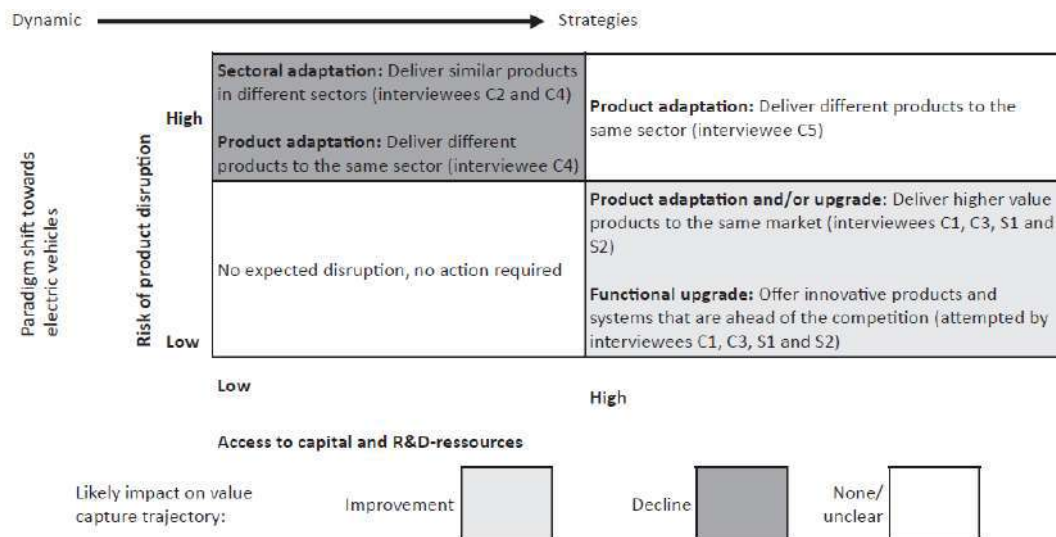 Dynamic
Strategies
Sectoral adaptation: Deliver similar products
in different sectors (interviewees C2 and C4)
Product adaptation: Deliver different
products to the same sector (interviewee C4)
Product adaptation: Deliver different products to the
same sector (interviewee C5)
High
Paradigm shift towards
electric vehicles
Risk of product disruption
No expected disruption, no action required
Product adaptation and/or upgrade: Deliver higher value
products to the same market (interviewees C1, C3, S1 and
S2)
Functional upgrade: Offer innovative products and
systems that are ahead of the competition (attempted by
interviewees C1, C3, S1 and S2)
Low
Low
High
Access to capital and R&D-ressources
Likely impact on value
capture trajectory:
Improvement
Decline
None/
unclear